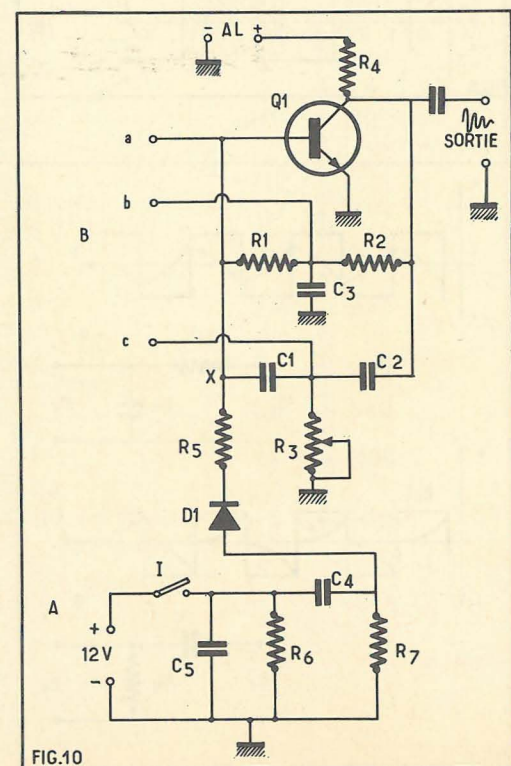 - AL +
R4
Q1
SORTIE
a
b
B
R1
R2
C3
c
X
C1
C2
R5
R3
D1
I
C4
A
+
12V
-
C5
R6
R7
FIG.10